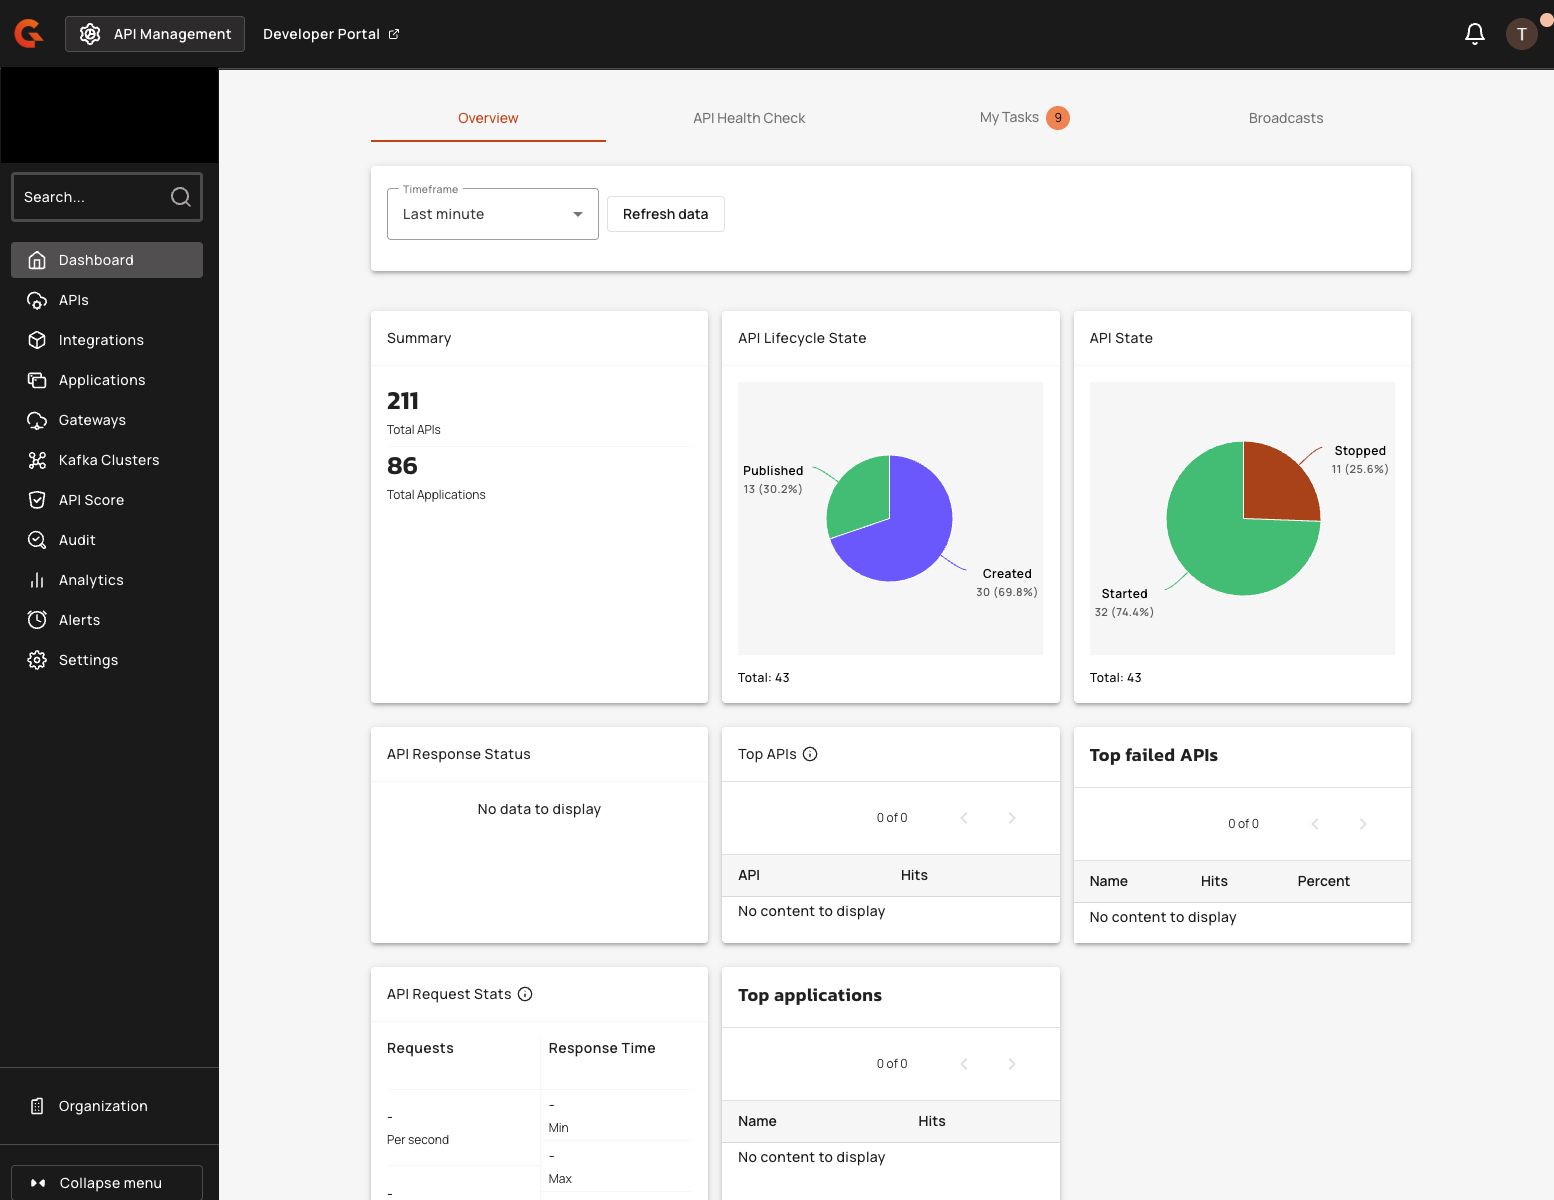 API Management
Developer Portal
T
Search...
Dashboard
APIs
Integrations
Applications
Gateways
Kafka Clusters
API Score
Audit
Analytics
Alerts
Settings
Organization
Collapse menu
Overview
API Health Check
My Tasks 9
Broadcasts
Timeframe
Last minute
Refresh data
Summary
211
Total APIs
86
Total Applications
API Lifecycle State
Published
13 (30.2%)
Created
30 (69.8%)
Total: 43
API State
Stopped
11 (25.6%)
Started
32 (74.4%)
Total: 43
API Response Status
No data to display
Top APIs
0 of 0
API Hits
No content to display
Top failed APIs
0 of 0
Name Hits Percent
No content to display
API Request Stats
Requests
-
Per second
-
Response Time
-
Min
-
Max
Top applications
0 of 0
Name Hits
No content to display